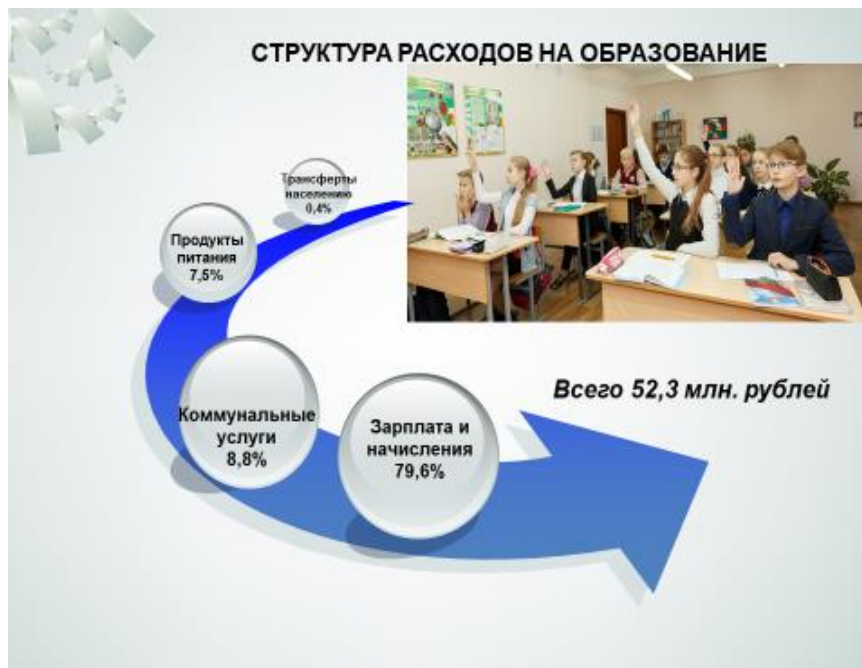 СТРУКТУРА РАСХОДОВ НА ОБРАЗОВАНИЕ
Трансферты
населению
0,4%
Продукты
питания
7,5%
Коммунальные
услуги
8,8%
Зарплата и
начисления
79,6%
Всего 52,3 млн. рублей